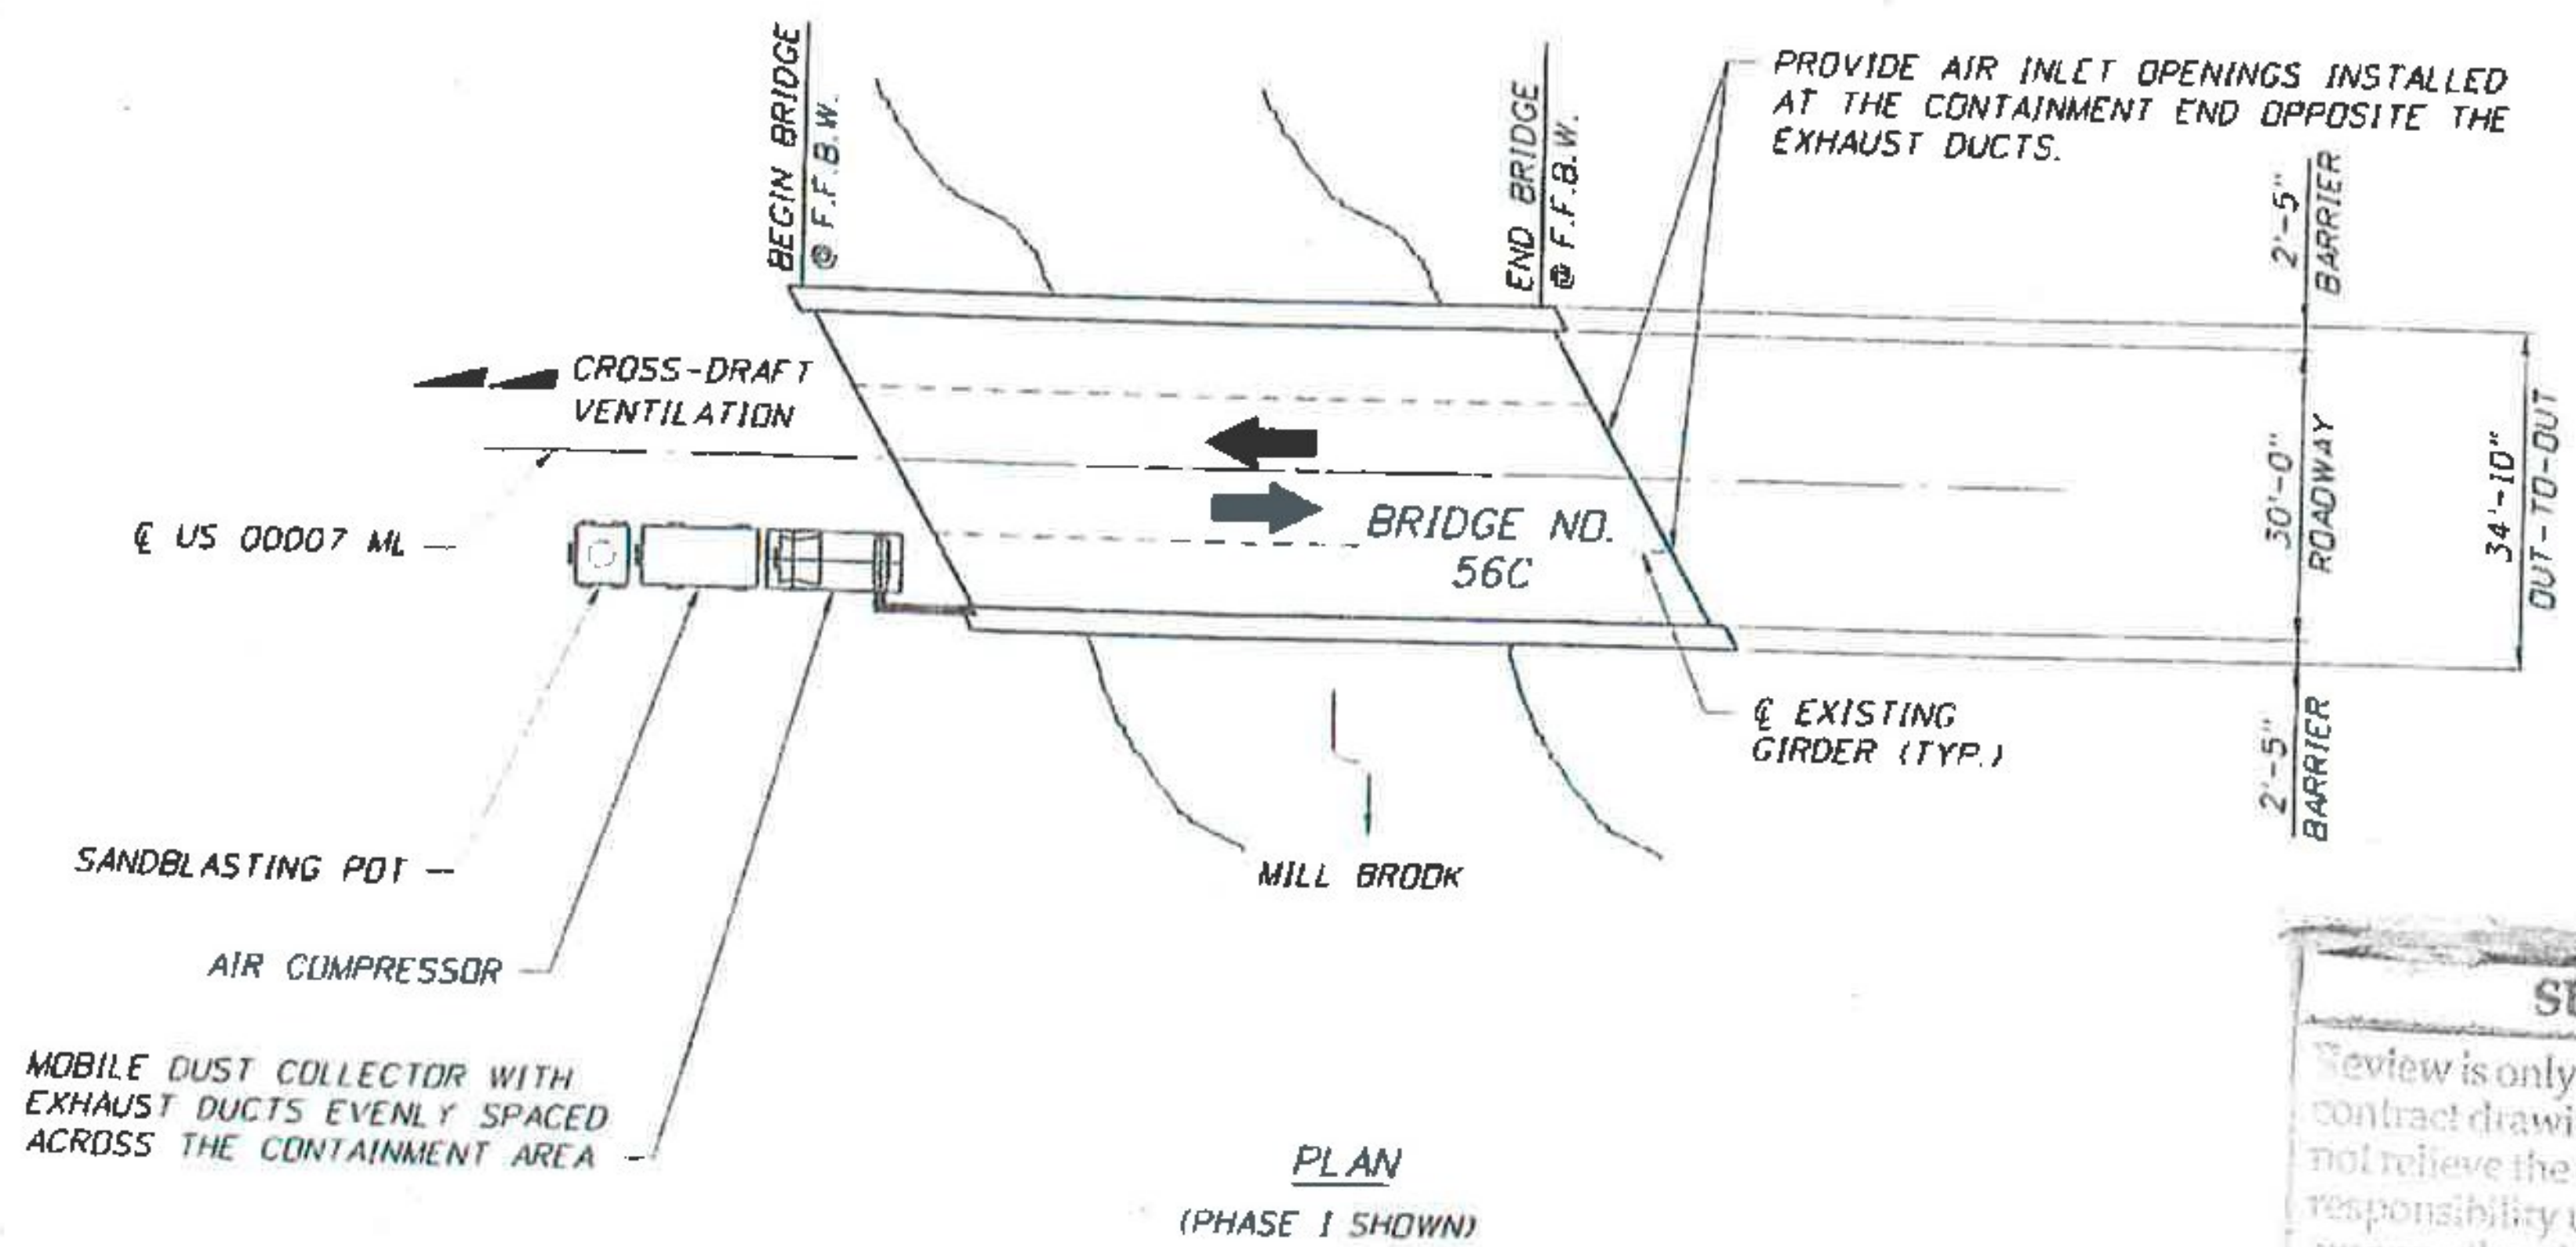 BEGIN BRIDGE
@ F.F.B.W.
END BRIDGE
@ F.F.B.W.
PROVIDE AIR INLET OPENINGS INSTALLED
AT THE CONTAINMENT END OPPOSITE THE
EXHAUST DUCTS.
2'-5"
BARRIER
CROSS-DRAFT
VENTILATION
℄ US 00007 ML
BRIDGE NO.
56C
30'-0"
ROADWAY
34'-10"
OUT-TO-OUT
℄ EXISTING
GIRDER (TYP.)
2'-5"
BARRIER
SANDBLASTING POT
MILL BROOK
AIR COMPRESSOR
MOBILE DUST COLLECTOR WITH
EXHAUST DUCTS EVENLY SPACED
ACROSS THE CONTAINMENT AREA
PLAN
(PHASE I SHOWN)
Review is only
contract drawi
not relieve the
responsibility